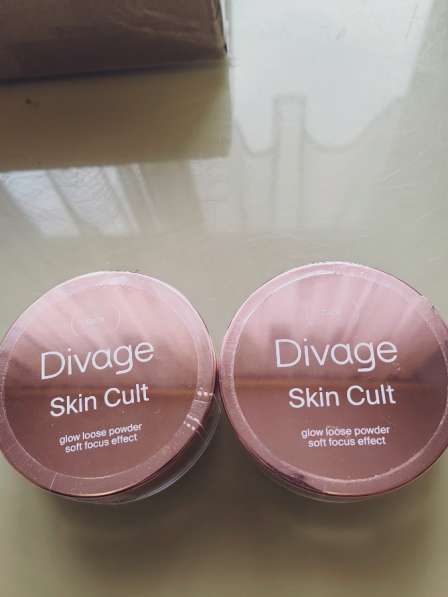 Divage
Skin Cult
glow loose powder
soft focus effect
Divage
Skin Cult
glow loose powder
soft focus effect